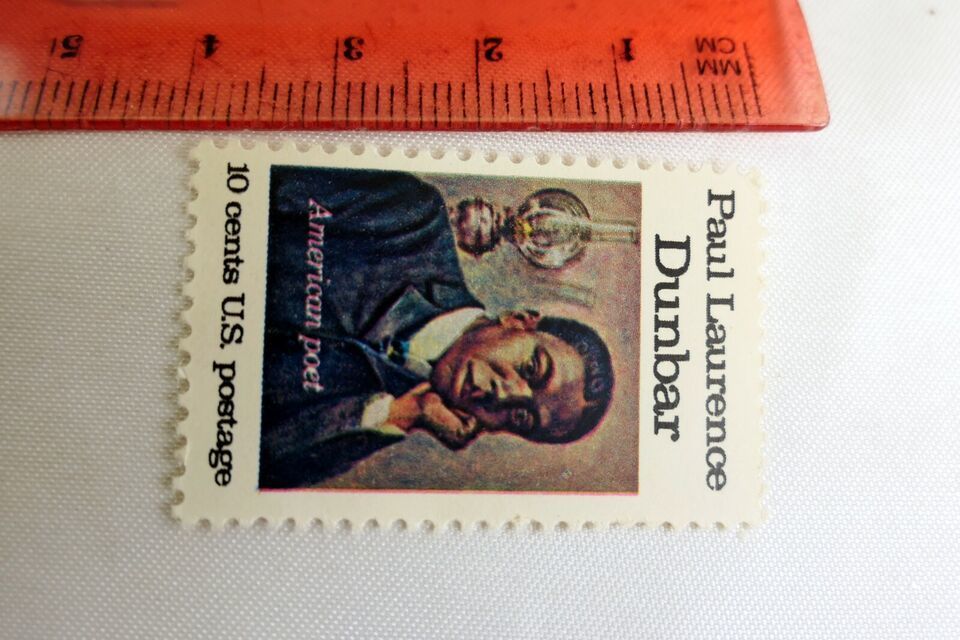 Paul Laurence
Dunbar
American poet
10 cents U.S. postage
MM
CM
1
2
3
4
5